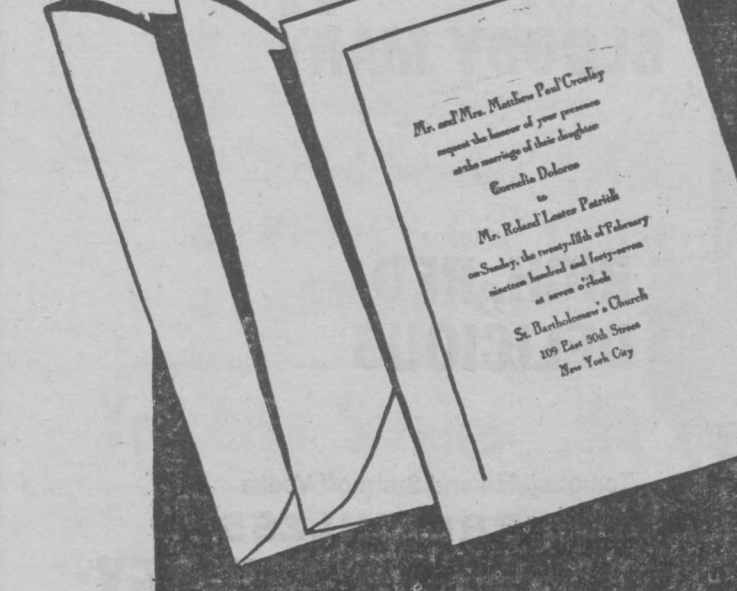 Mr. and Mrs. Matthew Paul Crosley
request the honour of your presence
at the marriage of their daughter
Cornelia Dolores
to
Mr. Roland Lester Patrick
on Sunday, the twenty-fifth of February
nineteen hundred and forty-seven
at seven o'clock
St. Bartholomew's Church
109 East 50th Street
New York City